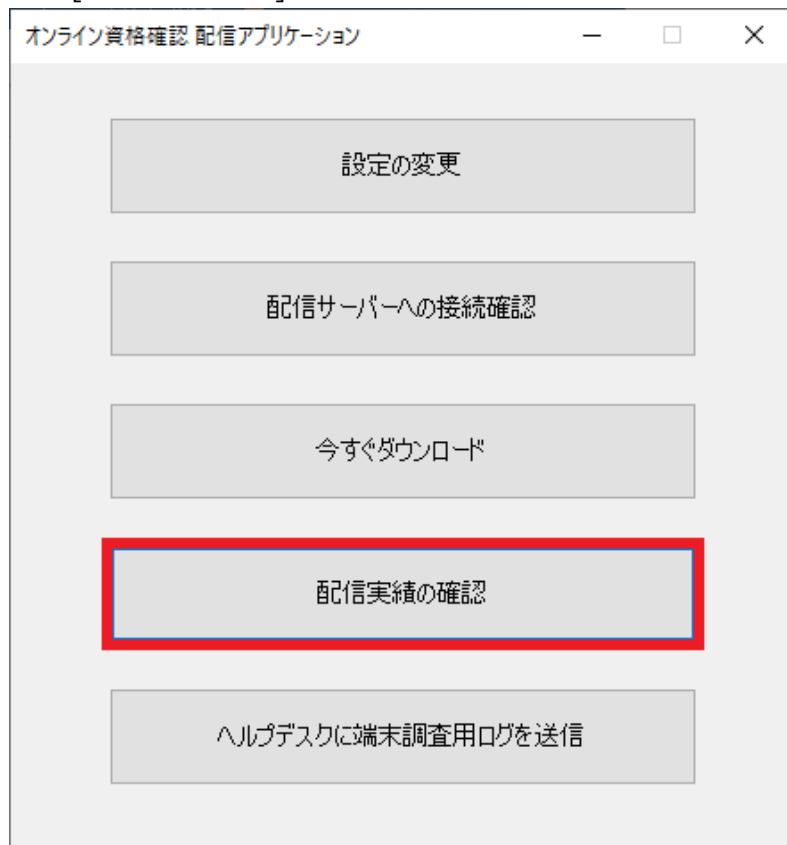 オンライン資格確認 配信アプリケーション
設定の変更
配信サーバーへの接続確認
今すぐダウンロード
配信実績の確認
ヘルプデスクに端末調査用ログを送信